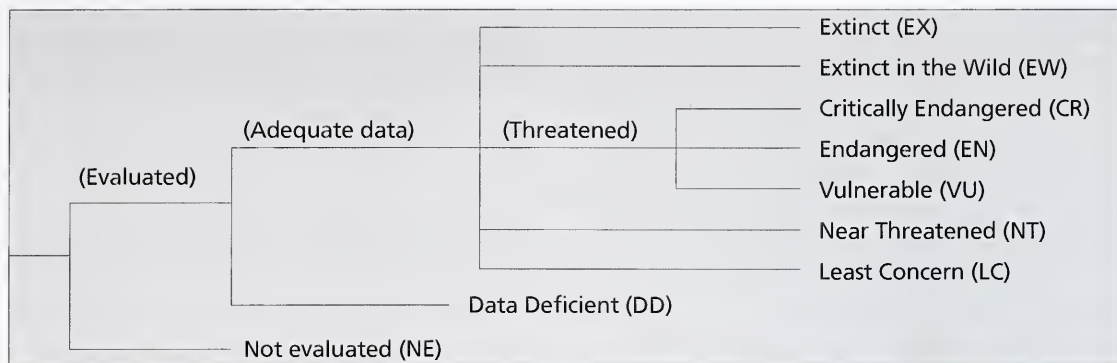 Extinct (EX)
Extinct in the Wild (EW)
Critically Endangered (CR)
(Adequate data)
(Threatened)
Endangered (EN)
(Evaluated)
Vulnerable (VU)
Near Threatened (NT)
Least Concern (LC)
Data Deficient (DD)
Not evaluated (NE)